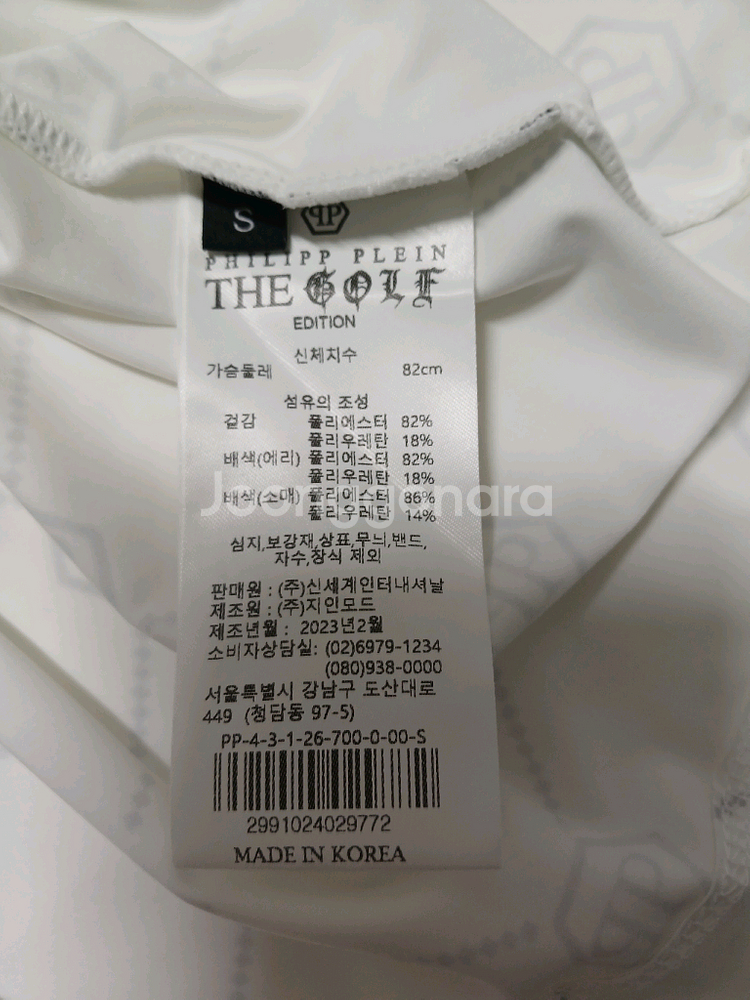 S
PHILIPP PLEIN
THE GOLF
EDITION
신체치수
가슴둘레 82cm
섬유의 조성
겉감 폴리에스터 82%
폴리우레탄 18%
배색(에리) 폴리에스터 82%
폴리우레탄 18%
배색(소매) 폴리에스터 86%
폴리우레탄 14%
Joonggonara
심지,보강재,상표,무늬,밴드,
자수,장식 제외
판매원 : (주)신세계인터내셔날
제조원 : (주)지인모드
제조년월 : 2023년2월
소비자상담실: (02)6979-1234
(080)938-0000
서울특별시 강남구 도산대로
449 (청담동 97-5)
PP-4-3-1-26-700-0-00-S
2991024029772
MADE IN KOREA